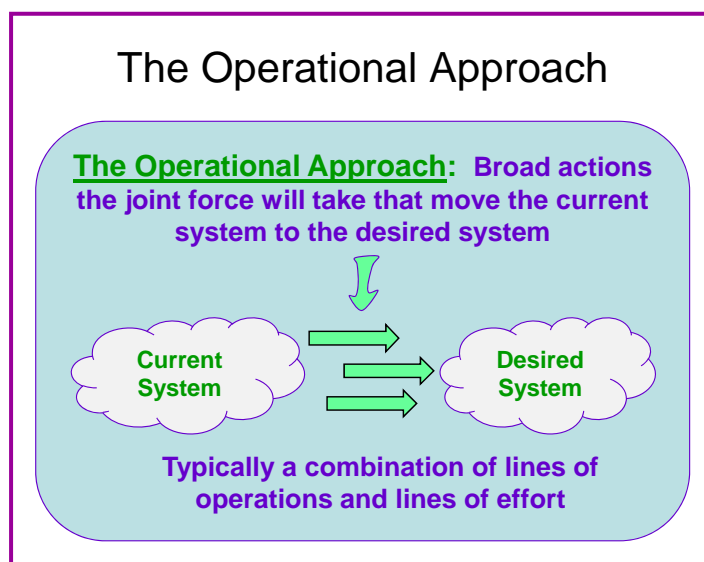 The Operational Approach
The Operational Approach: Broad actions
the joint force will take that move the current
system to the desired system
Current
System
Desired
System
Typically a combination of lines of
operations and lines of effort